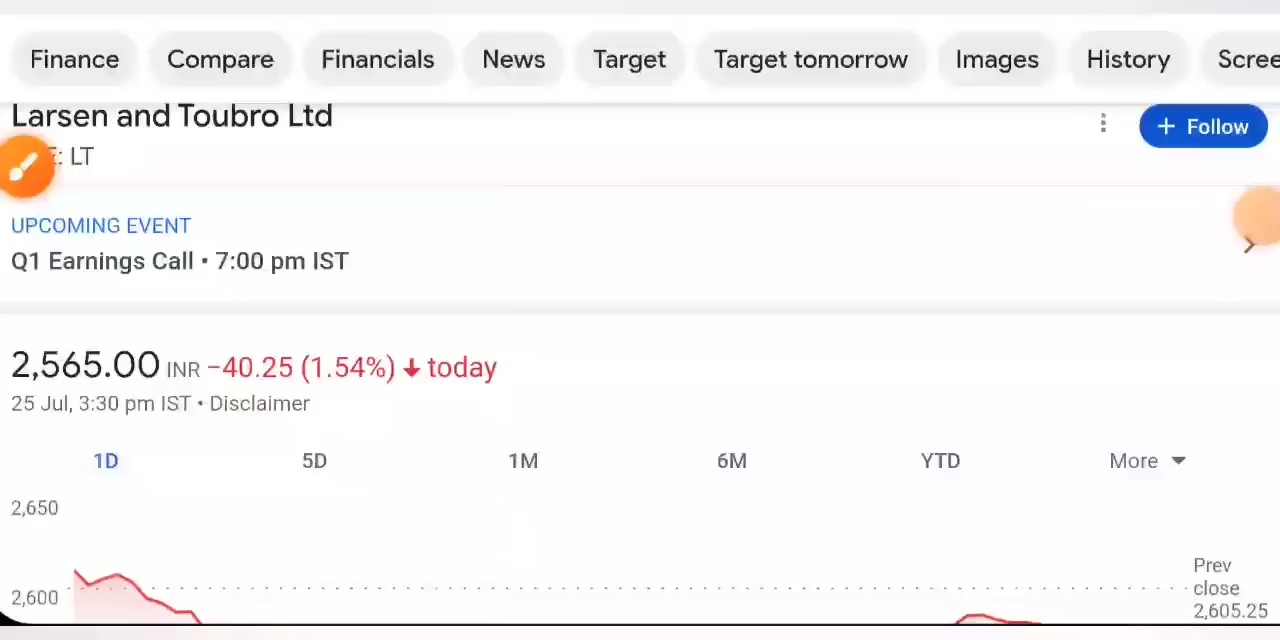 Finance Compare Financials News Target Target tomorrow Images History Scree
Larsen and Toubro Ltd
+ Follow
: LT
UPCOMING EVENT
Q1 Earnings Call • 7:00 pm IST
2,565.00 INR −40.25 (1.54%) ↓ today
25 Jul, 3:30 pm IST • Disclaimer
1D 5D 1M 6M YTD More
2,650
2,600
Prev
close
2,605.25